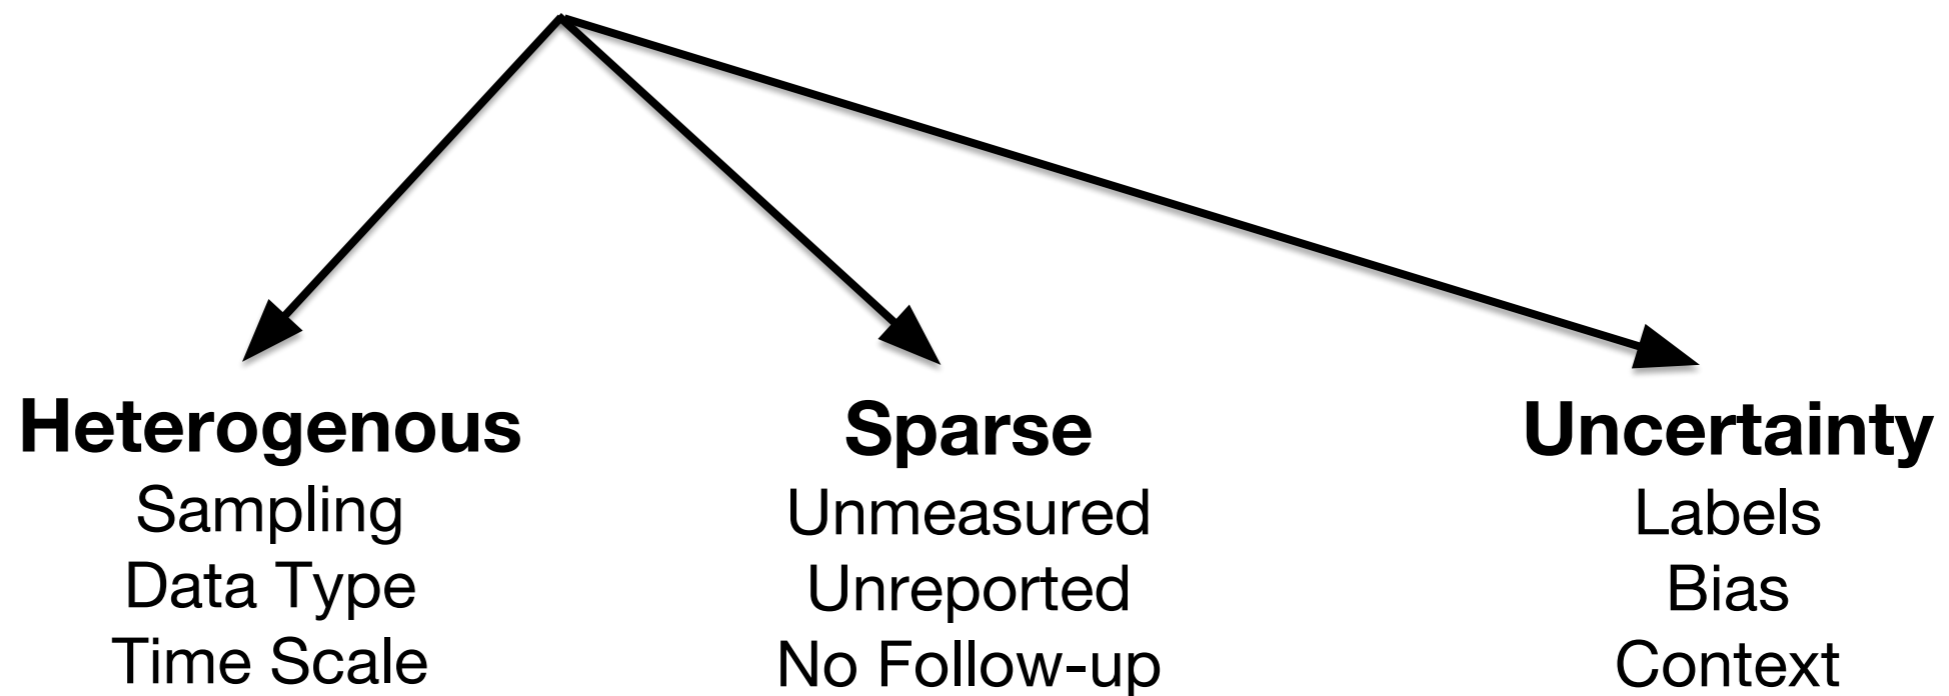 Heterogenous
Sampling
Data Type
Time Scale
Sparse
Unmeasured
Unreported
No Follow-up
Uncertainty
Labels
Bias
Context